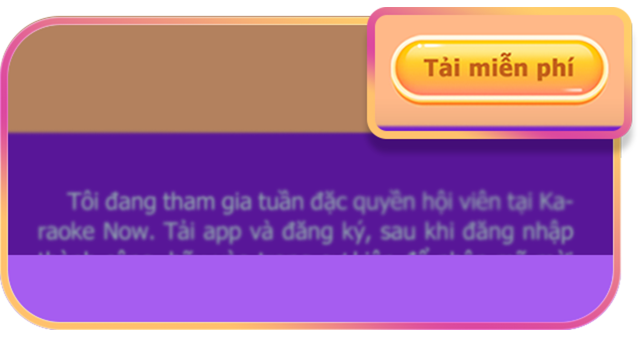 Tải miễn phí
Tôi đang tham gia tuần đặc quyền hội viên tại Ka-
raoke Now. Tải app và đăng ký, sau khi đăng nhập